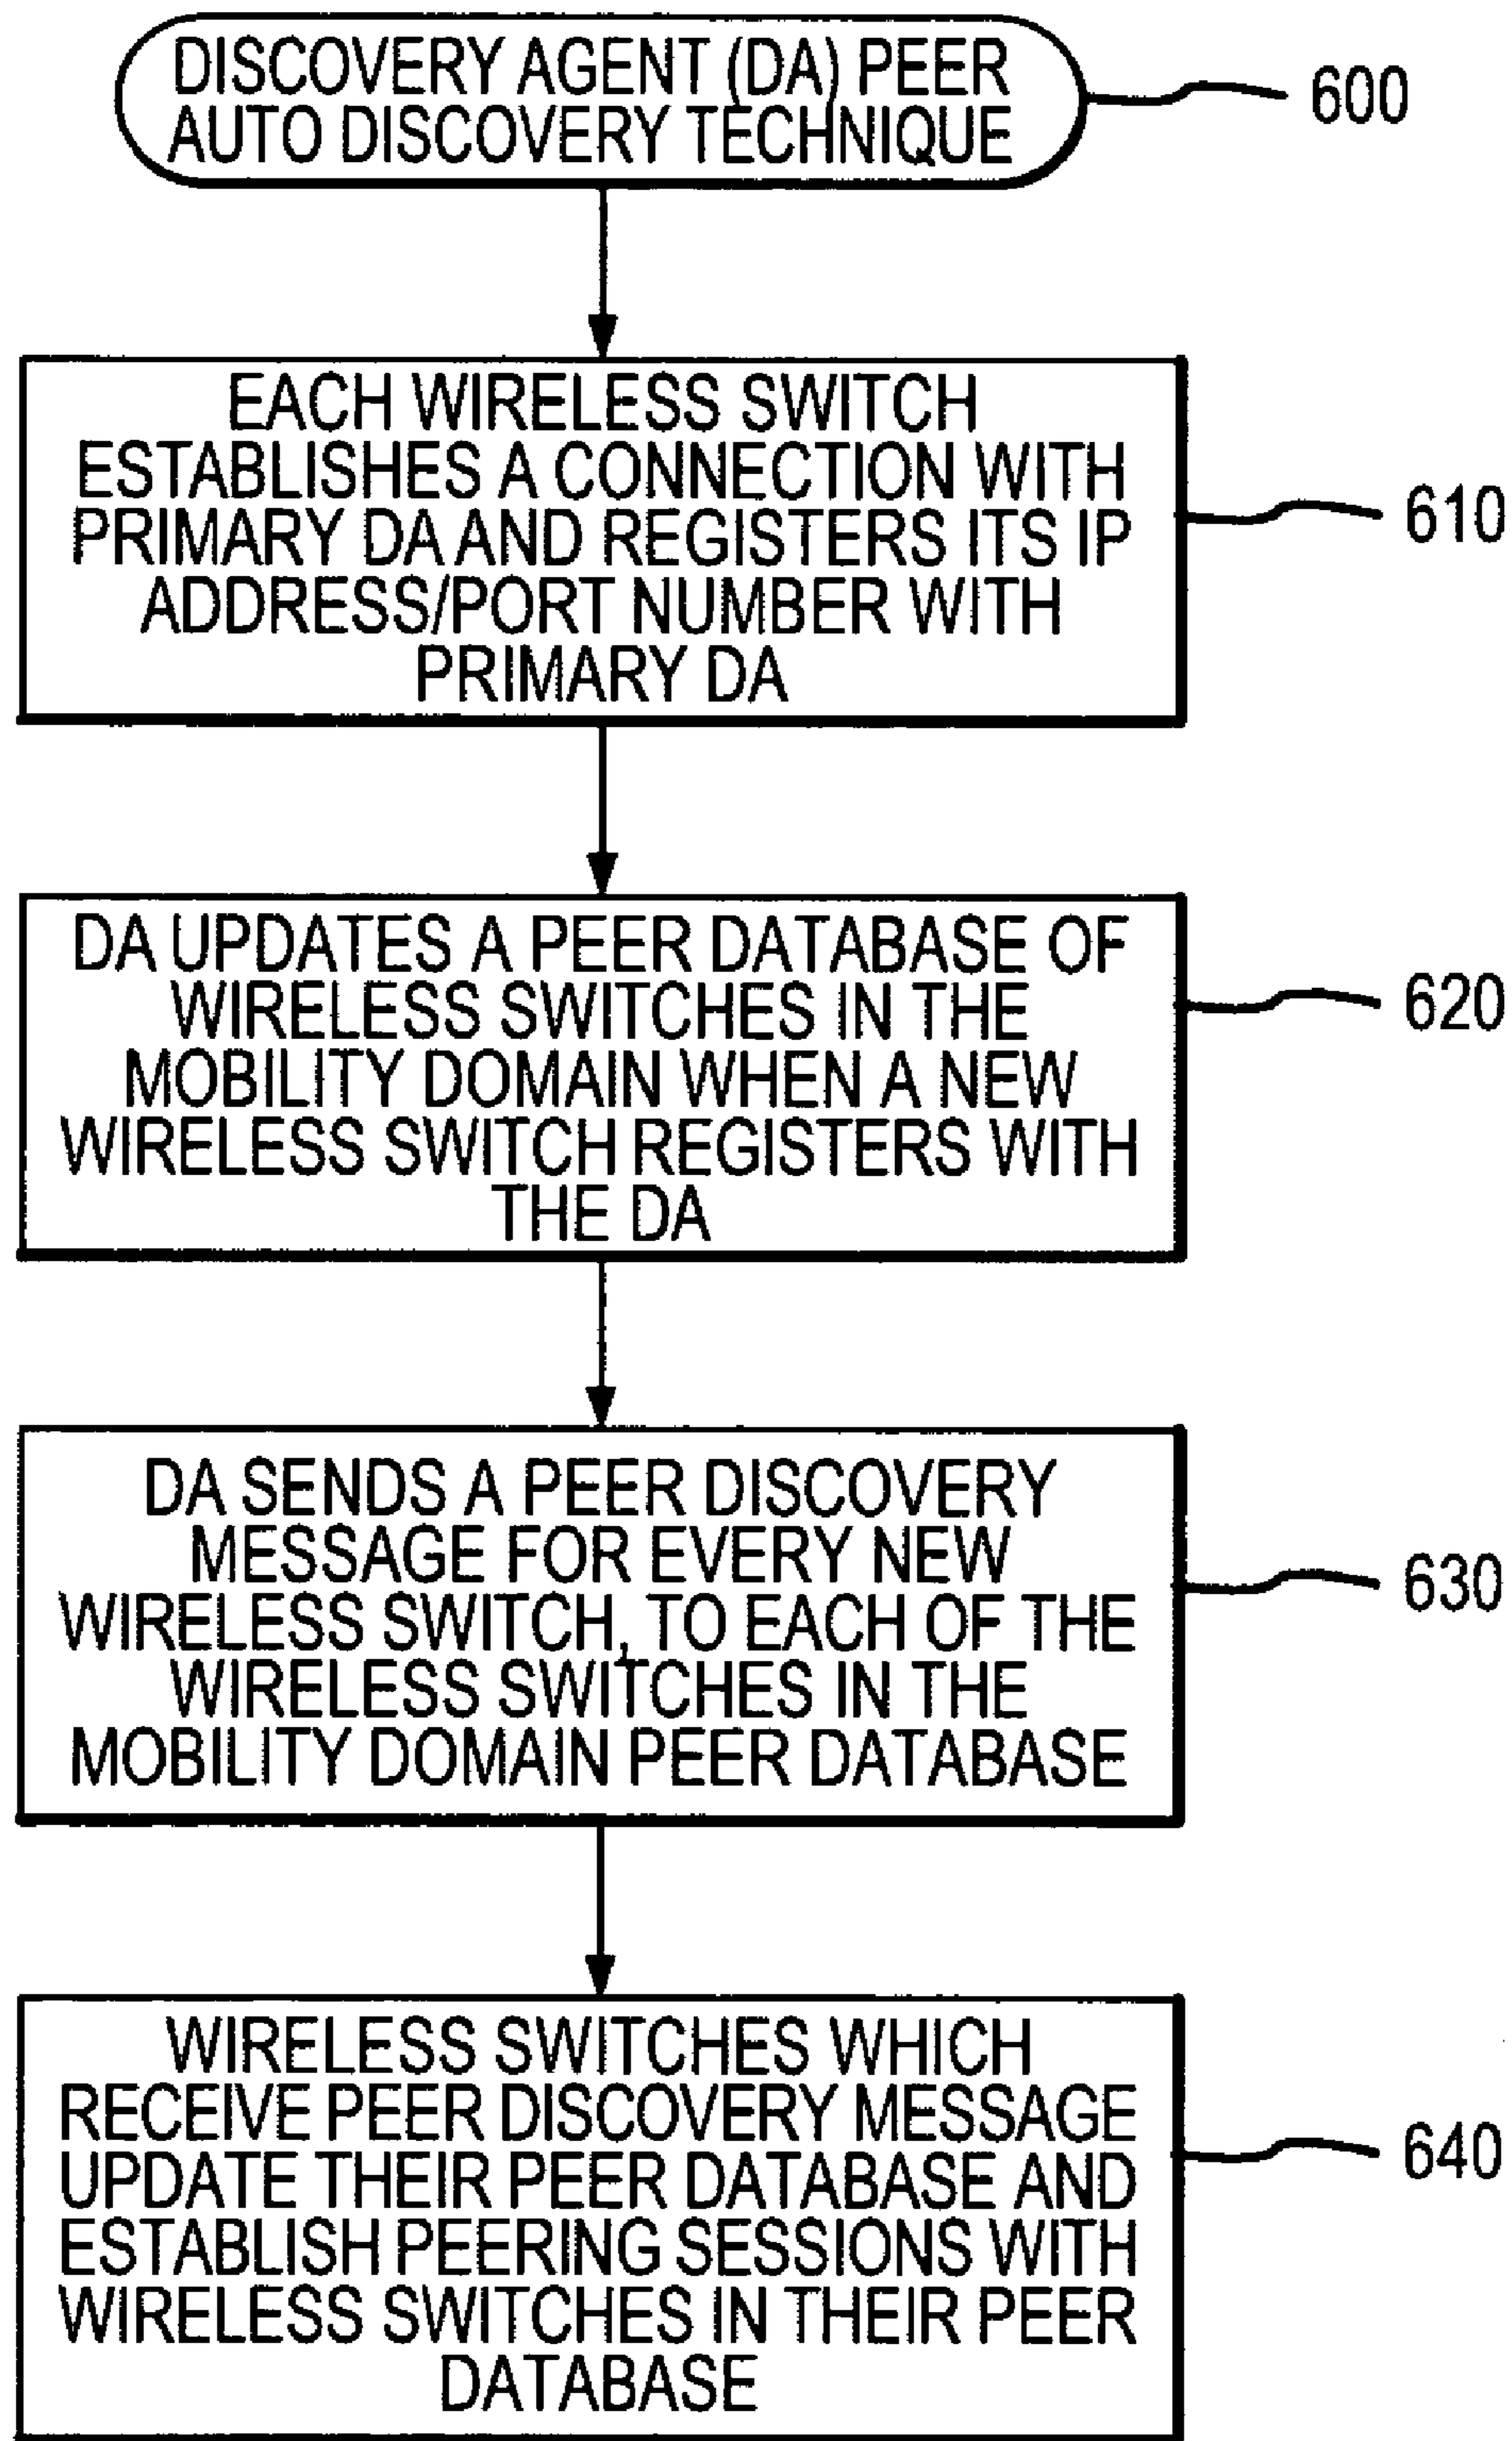 DISCOVERY AGENT (DA) PEER
AUTO DISCOVERY TECHNIQUE
600
EACH WIRELESS SWITCH
ESTABLISHES A CONNECTION WITH
PRIMARY DA AND REGISTERS ITS IP
ADDRESS/PORT NUMBER WITH
PRIMARY DA
610
DA UPDATES A PEER DATABASE OF
WIRELESS SWITCHES IN THE
MOBILITY DOMAIN WHEN A NEW
WIRELESS SWITCH REGISTERS WITH
THE DA
620
DA SENDS A PEER DISCOVERY
MESSAGE FOR EVERY NEW
WIRELESS SWITCH, TO EACH OF THE
WIRELESS SWITCHES IN THE
MOBILITY DOMAIN PEER DATABASE
630
WIRELESS SWITCHES WHICH
RECEIVE PEER DISCOVERY MESSAGE
UPDATE THEIR PEER DATABASE AND
ESTABLISH PEERING SESSIONS WITH
WIRELESS SWITCHES IN THEIR PEER
DATABASE
640